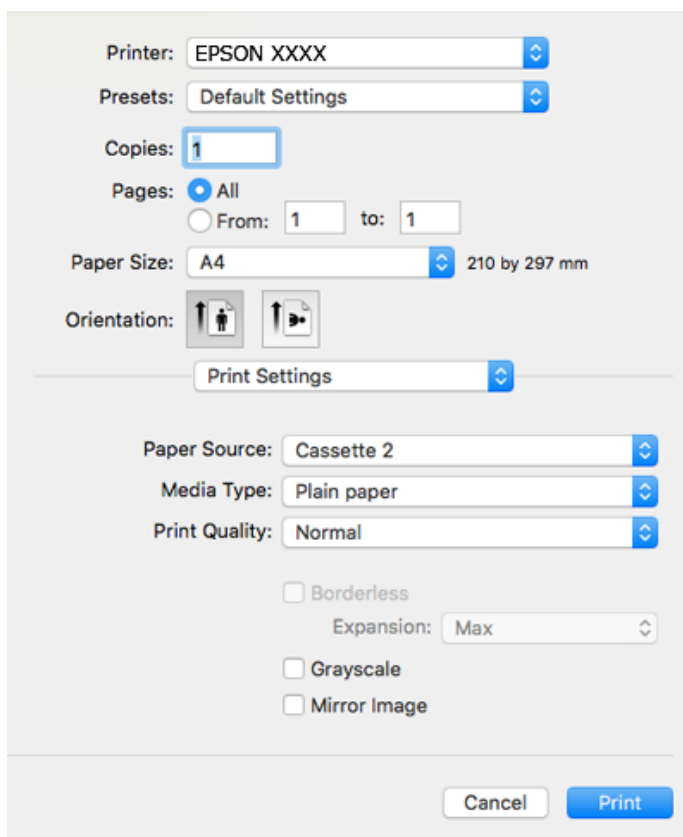 Printer: EPSON XXXX
Presets: Default Settings
Copies: 1
Pages: All
From: 1 to: 1
Paper Size: A4 210 by 297 mm
Orientation:
Print Settings
Paper Source: Cassette 2
Media Type: Plain paper
Print Quality: Normal
Borderless
Expansion: Max
Grayscale
Mirror Image
Cancel Print